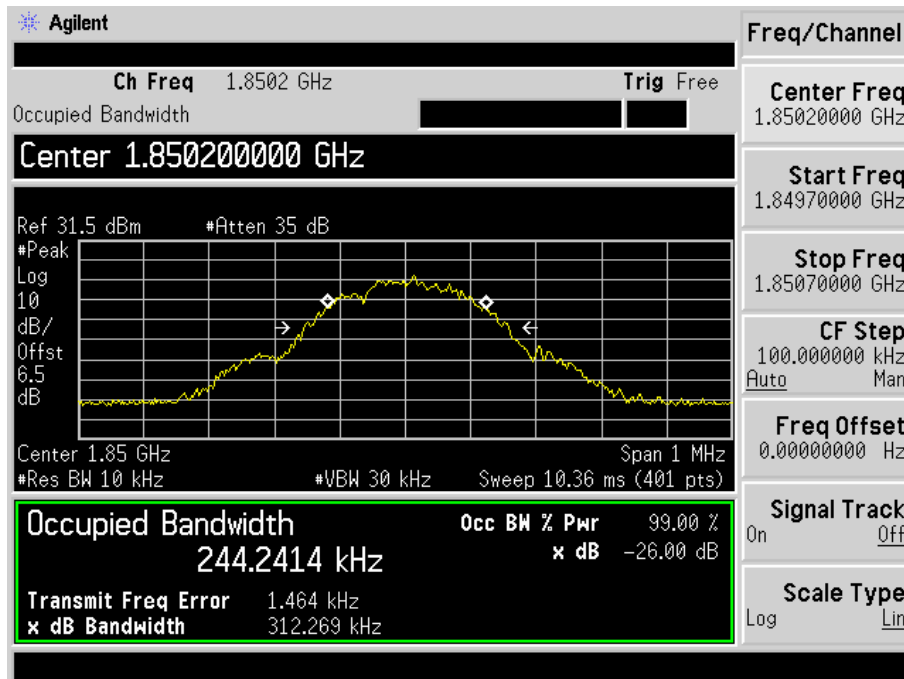 Agilent
Freq/Channel
Ch Freq 1.8502 GHz Trig Free
Occupied Bandwidth
Center 1.850200000 GHz
Ref 31.5 dBm #Atten 35 dB
#Peak
Log
10
dB/
Offst
6.5
dB
Center 1.85 GHz Span 1 MHz
#Res BW 10 kHz #VBW 30 kHz Sweep 10.36 ms (401 pts)
Occupied Bandwidth Occ BW % Pwr 99.00 %
244.2414 kHz x dB -26.00 dB
Transmit Freq Error 1.464 kHz
x dB Bandwidth 312.269 kHz
Center Freq
1.85020000 GHz
Start Freq
1.84970000 GHz
Stop Freq
1.85070000 GHz
CF Step
100.000000 kHz
Auto Man
Freq Offset
0.00000000 Hz
Signal Track
On Off
Scale Type
Log Lin